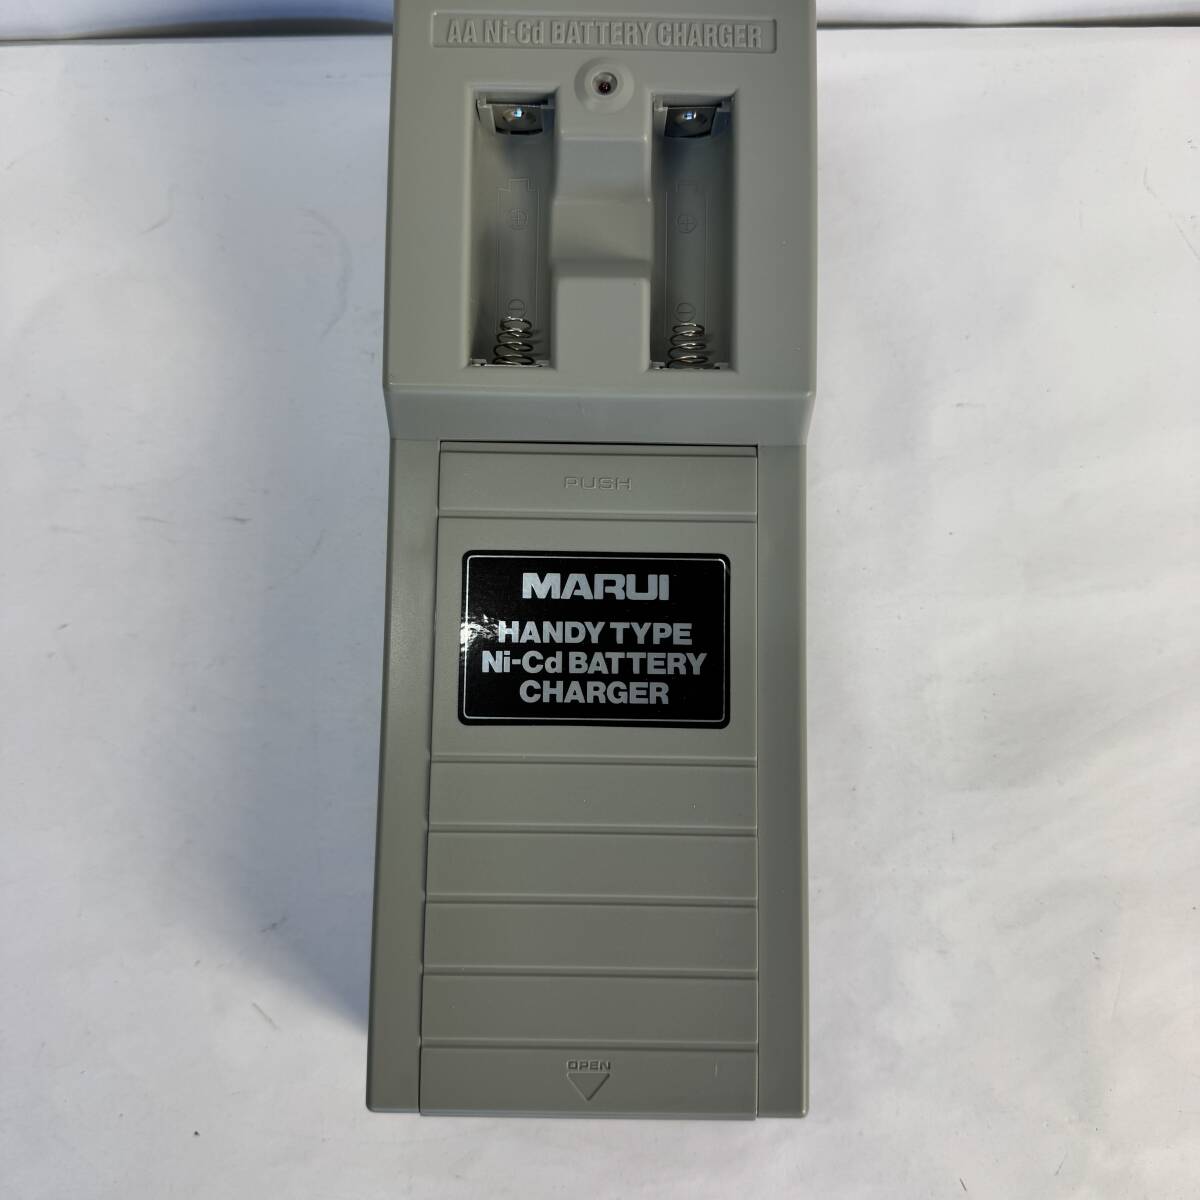 AA Ni-Cd BATTERY CHARGER
PUSH
MARUI
HANDY TYPE
Ni-Cd BATTERY
CHARGER
OPEN